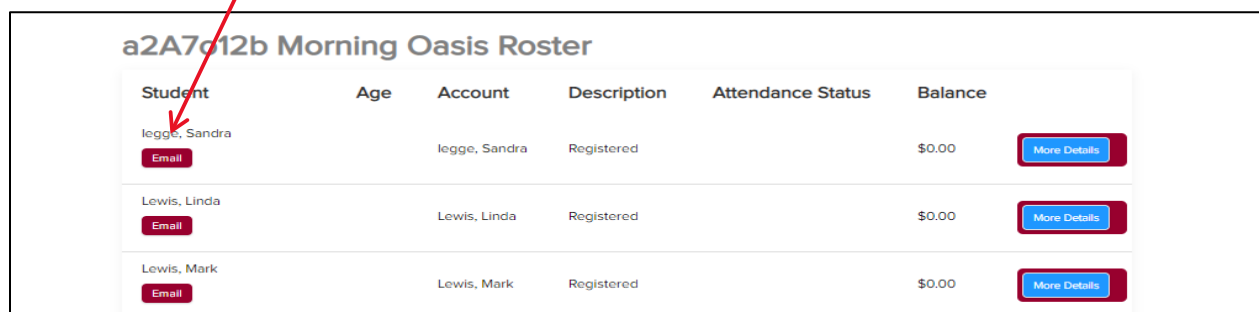 a2A7o12b Morning Oasis Roster
Student Age Account Description Attendance Status Balance
legge, Sandra
Email
legge, Sandra Registered $0.00 More Details
Lewis, Linda
Email
Lewis, Linda Registered $0.00 More Details
Lewis, Mark
Email
Lewis, Mark Registered $0.00 More Details